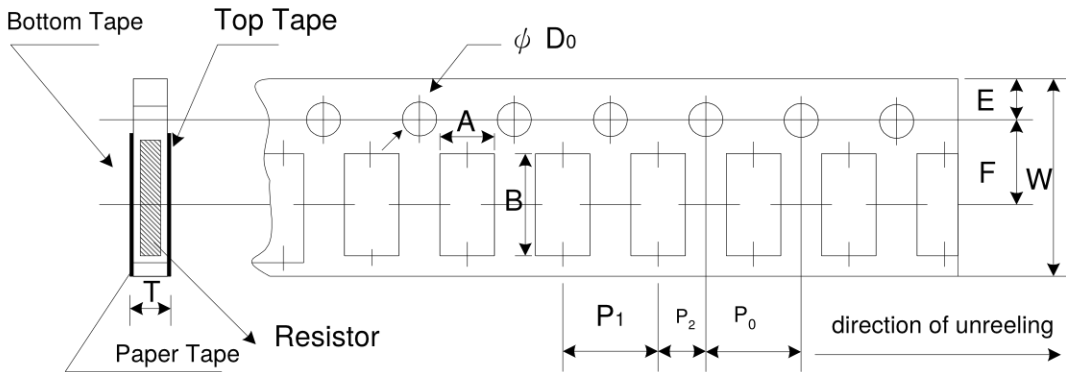 Bottom Tape
Top Tape
ϕ D0
E
A
F
W
B
T
P1
P2
P0
Resistor
direction of unreeling
Paper Tape